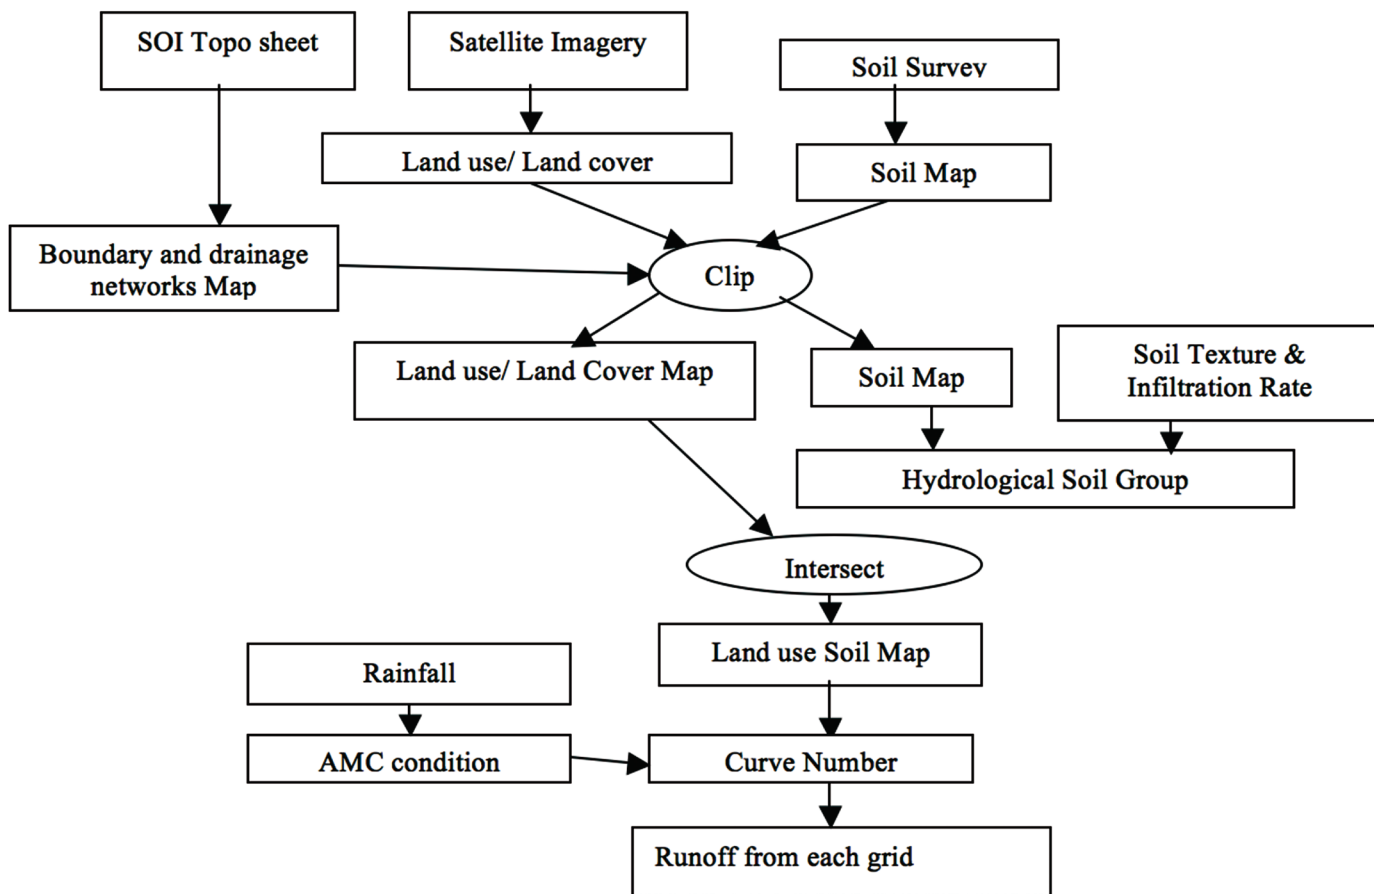 SOI Topo sheet
Satellite Imagery
Soil Survey
Land use/ Land cover
Soil Map
Boundary and drainage
networks Map
Clip
Land use/ Land Cover Map
Soil Map
Soil Texture &
Infiltration Rate
Hydrological Soil Group
Intersect
Land use Soil Map
Rainfall
AMC condition
Curve Number
Runoff from each grid